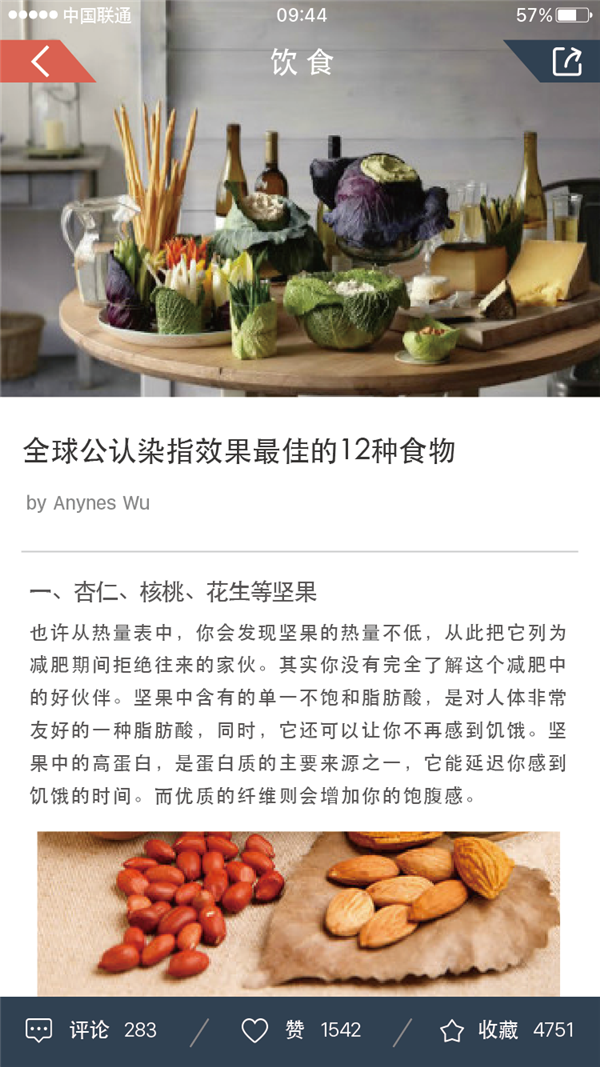 中国联通 09:44 57%
饮食
全球公认染指效果最佳的12种食物
by Anynes Wu
一、杏仁、核桃、花生等坚果
也许从热量表中，你会发现坚果的热量不低，从此把它列为
减肥期间拒绝往来的家伙。其实你没有完全了解这个减肥中
的好伙伴。坚果中含有的单一不饱和脂肪酸，是对人体非常
友好的一种脂肪酸，同时，它还可以让你不再感到饥饿。坚
果中的高蛋白，是蛋白质的主要来源之一，它能延迟你感到
饥饿的时间。而优质的纤维则会增加你的饱腹感。
评论 283 赞 1542 收藏 4751